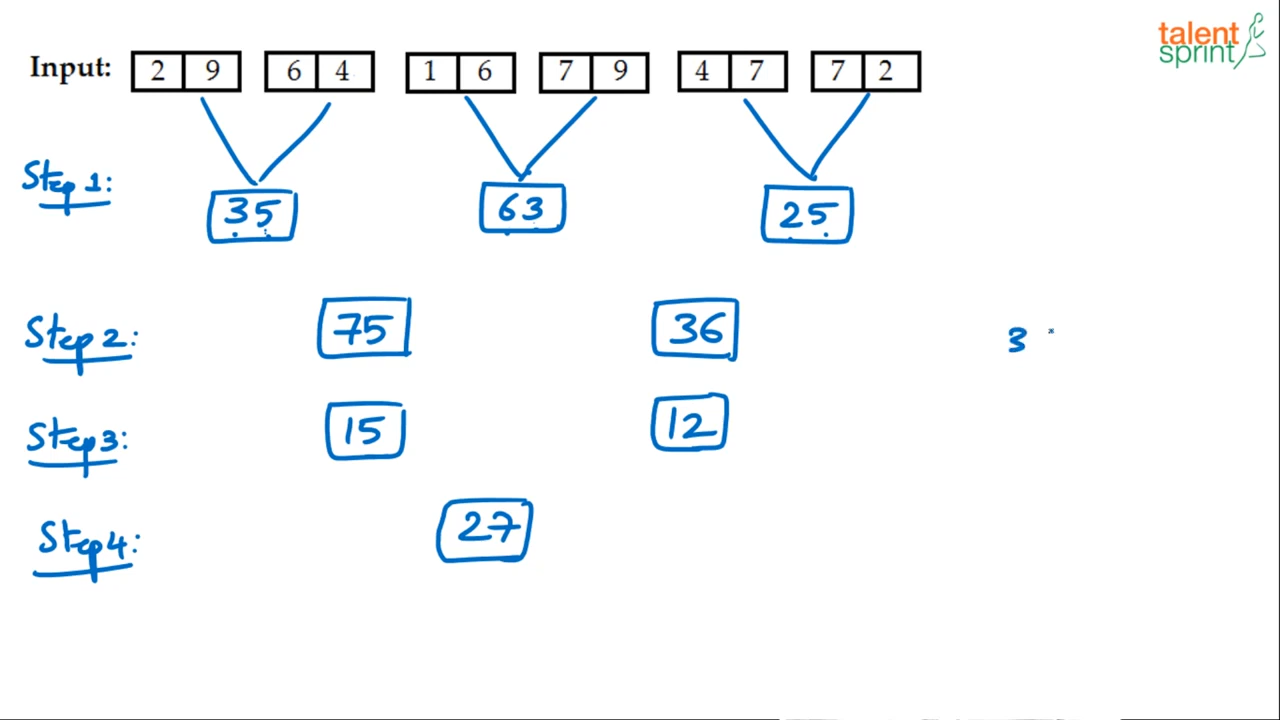 talent
sprint
Input: 2 9 6 4 1 6 7 9 4 7 7 2
Step 1: 35 63 25
Step 2: 75 36 3
Step 3: 15 12
Step 4: 27